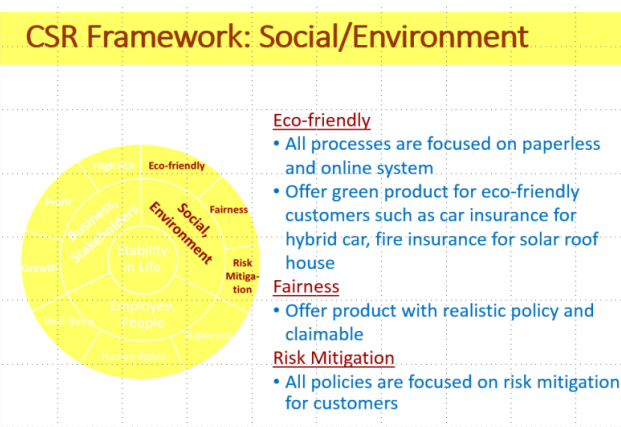 CSR Framework: Social/Environment
High ROI
Eco-friendly
Profit
Fairness
Business,
Stakeholders
Social,
Environment
Stability
in Life
Growth
Risk
Mitiga-
tion
Employee,
People
Well-Being
Happiness
Human Rights
Eco-friendly
• All processes are focused on paperless
and online system
• Offer green product for eco-friendly
customers such as car insurance for
hybrid car, fire insurance for solar roof
house
Fairness
• Offer product with realistic policy and
claimable
Risk Mitigation
• All policies are focused on risk mitigation
for customers